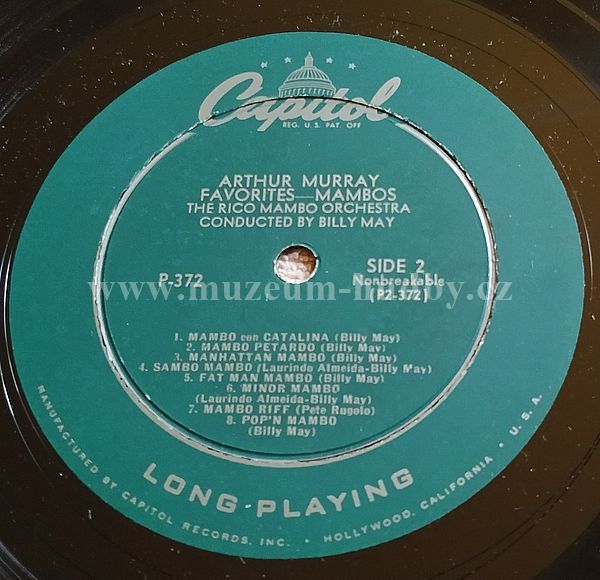 Capitol
REG. U.S. PAT. OFF
ARTHUR MURRAY
FAVORITES—MAMBOS
THE RICO MAMBO ORCHESTRA
CONDUCTED BY BILLY MAY
P-372
SIDE 2
Nonbreakable
(P2-372)
www.muzeum-hudby.cz
1. MAMBO con CATALINA (Billy May)
2. MAMBO PETARDO (Billy May)
3. MANHATTAN MAMBO (Billy May)
4. SAMBO MAMBO (Laurindo Almeida-Billy May)
5. FAT MAN MAMBO (Billy May)
6. MINOR MAMBO
(Laurindo Almeida-Billy May)
7. MAMBO RIFF (Pete Rugolo)
8. POP'N MAMBO
(Billy May)
LONG PLAYING
MANUFACTURED BY CAPITOL RECORDS, INC. • HOLLYWOOD, CALIFORNIA • U.S.A.